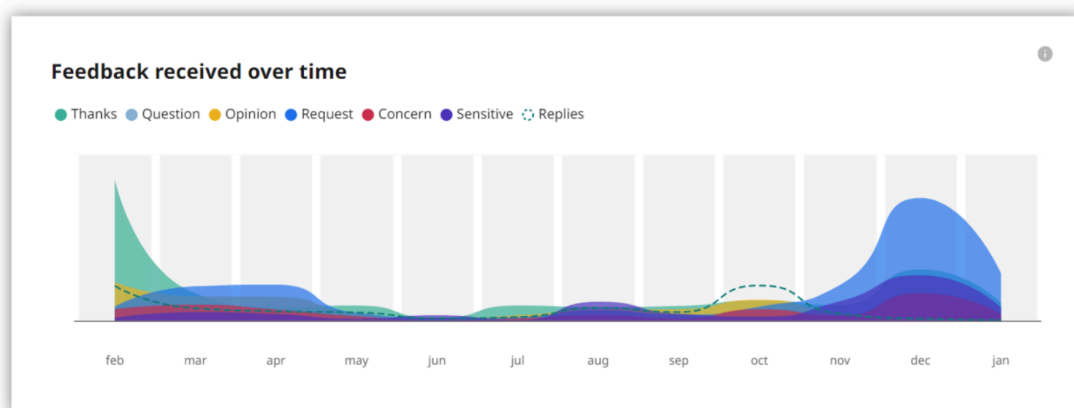 Feedback received over time
Thanks Question Opinion Request Concern Sensitive Replies
feb mar apr may jun jul aug sep oct nov dec jan